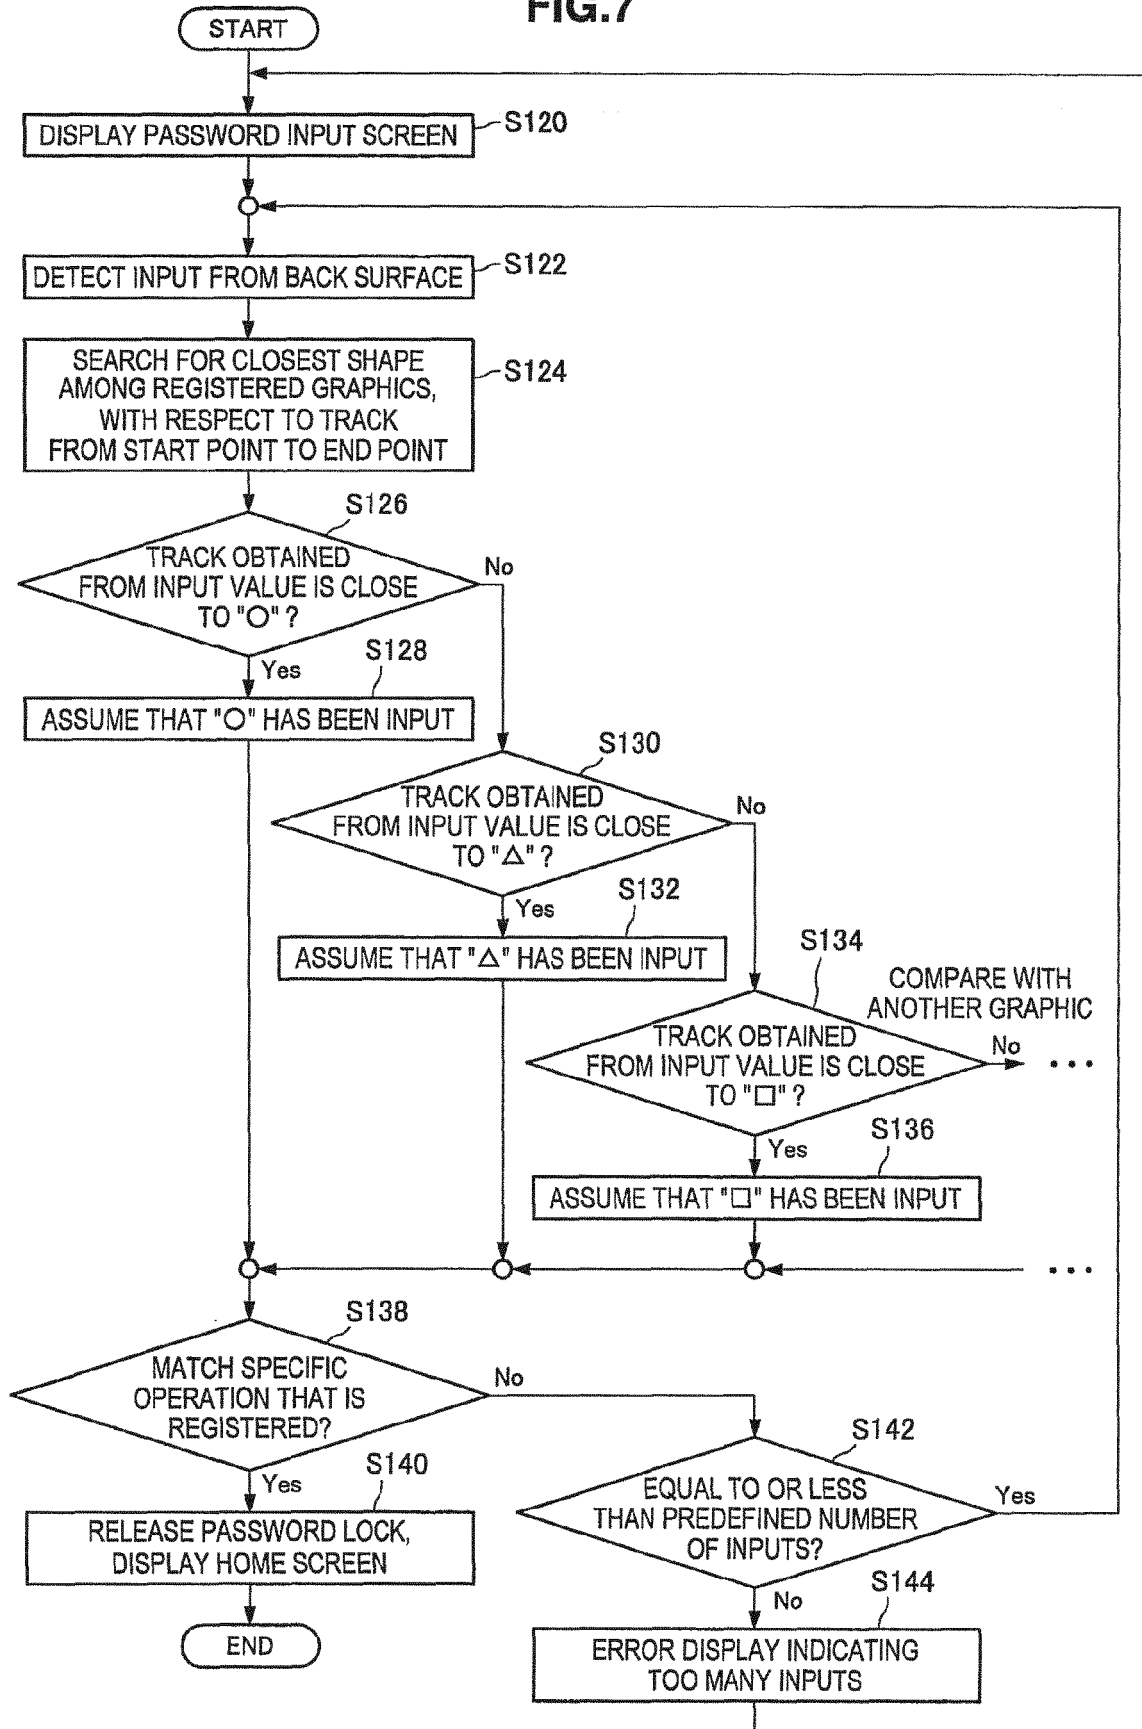 FIG.7
START
DISPLAY PASSWORD INPUT SCREEN
S120
DETECT INPUT FROM BACK SURFACE
S122
SEARCH FOR CLOSEST SHAPE
AMONG REGISTERED GRAPHICS,
WITH RESPECT TO TRACK
FROM START POINT TO END POINT
S124
S126
TRACK OBTAINED
FROM INPUT VALUE IS CLOSE
TO "○" ?
No
Yes
S128
ASSUME THAT "○" HAS BEEN INPUT
S130
TRACK OBTAINED
FROM INPUT VALUE IS CLOSE
TO "△" ?
No
Yes
S132
ASSUME THAT "△" HAS BEEN INPUT
S134
COMPARE WITH
ANOTHER GRAPHIC
TRACK OBTAINED
FROM INPUT VALUE IS CLOSE
TO "□" ?
No
...
Yes
S136
ASSUME THAT "□" HAS BEEN INPUT
...
S138
MATCH SPECIFIC
OPERATION THAT IS
REGISTERED?
No
Yes
S140
RELEASE PASSWORD LOCK,
DISPLAY HOME SCREEN
END
S142
EQUAL TO OR LESS
THAN PREDEFINED NUMBER
OF INPUTS?
Yes
No
S144
ERROR DISPLAY INDICATING
TOO MANY INPUTS